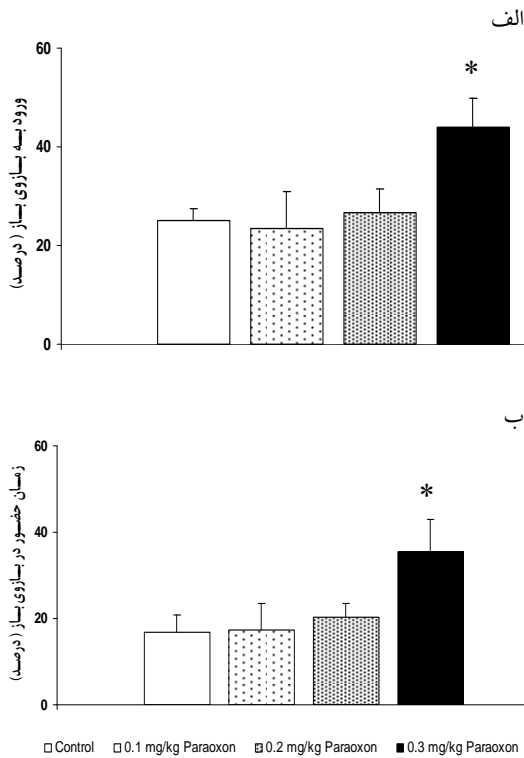 الف
60
40
20
0
*
ورود به بازوی باز (درصد)
ب
60
40
20
0
*
زمان حضور در بازوی باز (درصد)
Control 0.1 mg/kg Paraoxon 0.2 mg/kg Paraoxon 0.3 mg/kg Paraoxon